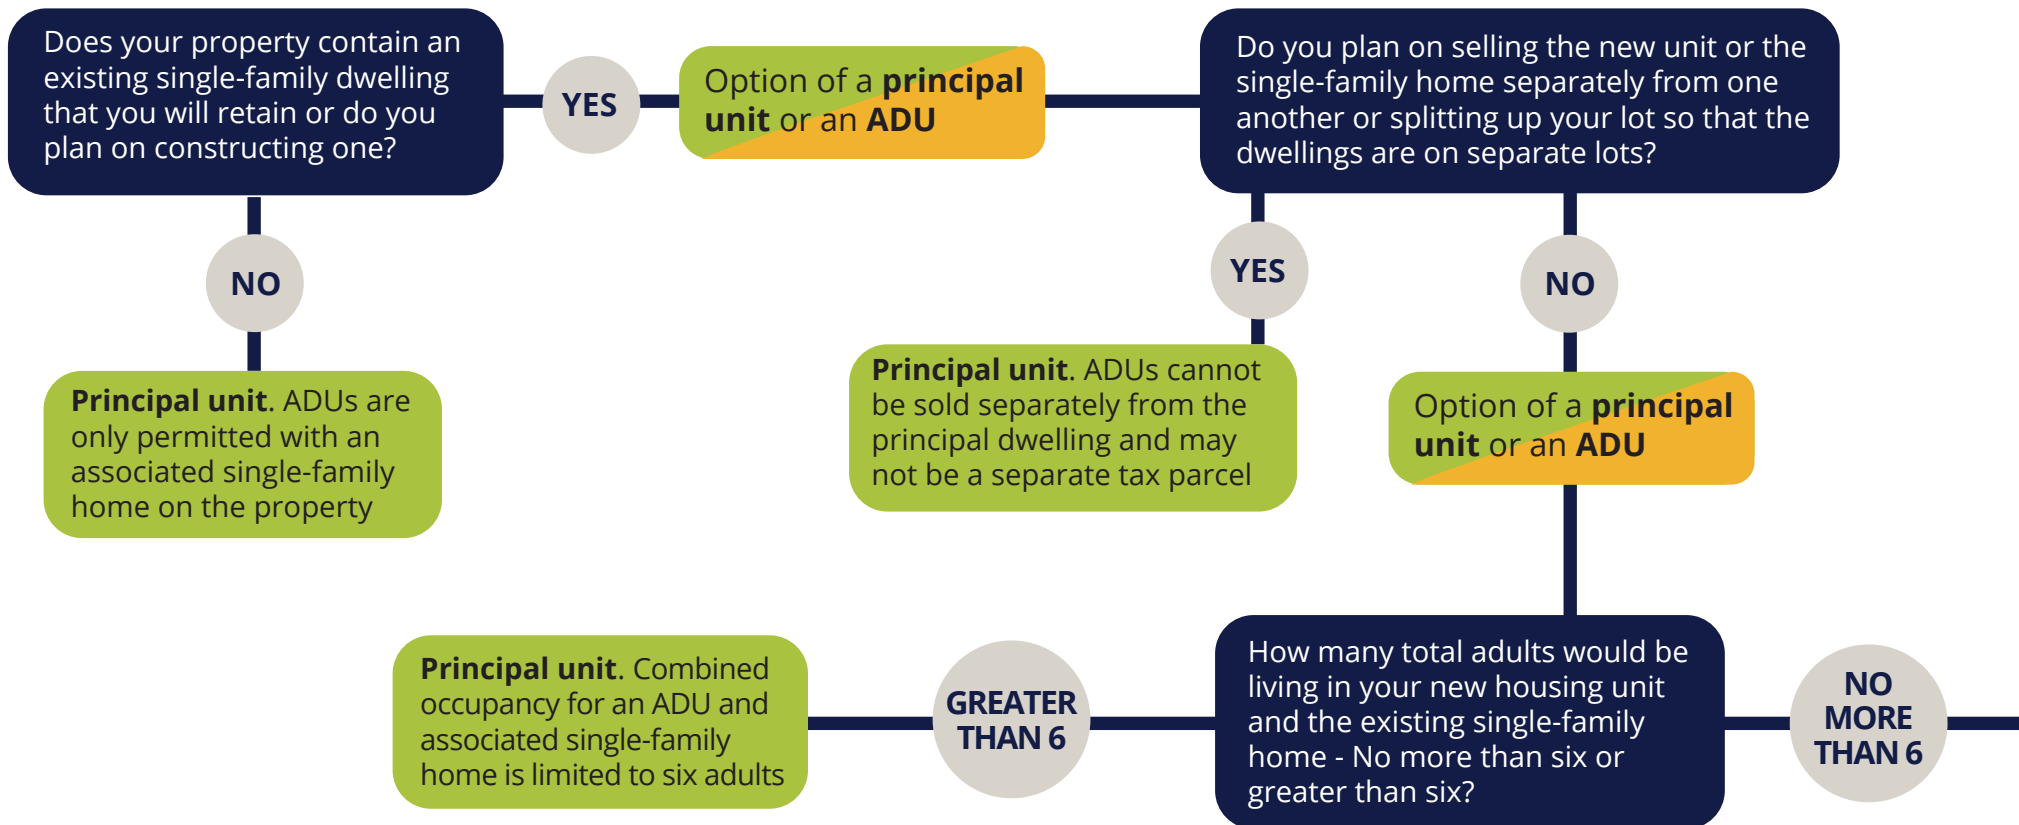 Does your property contain an
existing single-family dwelling
that you will retain or do you
plan on constructing one?
YES
Option of a principal
unit or an ADU
Do you plan on selling the new unit or the
single-family home separately from one
another or splitting up your lot so that the
dwellings are on separate lots?
NO
Principal unit. ADUs are
only permitted with an
associated single-family
home on the property
YES
Principal unit. ADUs cannot
be sold separately from the
principal dwelling and may
not be a separate tax parcel
NO
Option of a principal
unit or an ADU
Principal unit. Combined
occupancy for an ADU and
associated single-family
home is limited to six adults
GREATER
THAN 6
How many total adults would be
living in your new housing unit
and the existing single-family
home - No more than six or
greater than six?
NO
MORE
THAN 6